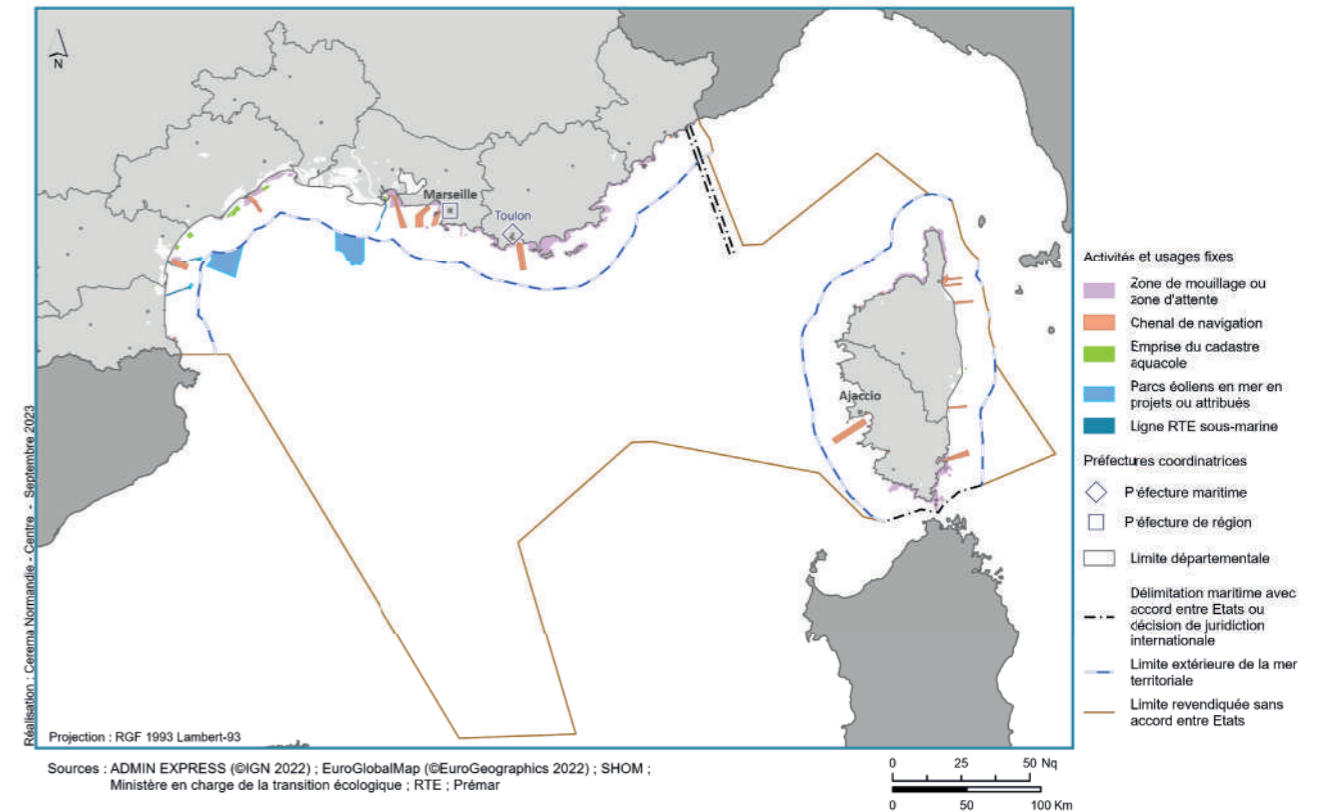 N
Marseille
Toulon
Ajaccio
Réalisation : Cerema Normandie - Centre - Septembre 2023
Projection : RGF 1993 Lambert-93
Activités et usages fixes
Zone de mouillage ou
zone d'attente
Chenal de navigation
Emprise du cadastre
aquacole
Parcs éoliens en mer en
projets ou attribués
Ligne RTE sous-marine
Préfectures coordinatrices
Préfecture maritime
Préfecture de région
Limite départementale
Délimitation maritime avec
accord entre Etats ou
décision de juridiction
internationale
Limite extérieure de la mer
territoriale
Limite revendiquée sans
accord entre Etats
Sources : ADMIN EXPRESS (©IGN 2022) ; EuroGlobalMap (©EuroGeographics 2022) ; SHOM ;
Ministère en charge de la transition écologique ; RTE ; Prémar
0 25 50 Nq
0 50 100 Km